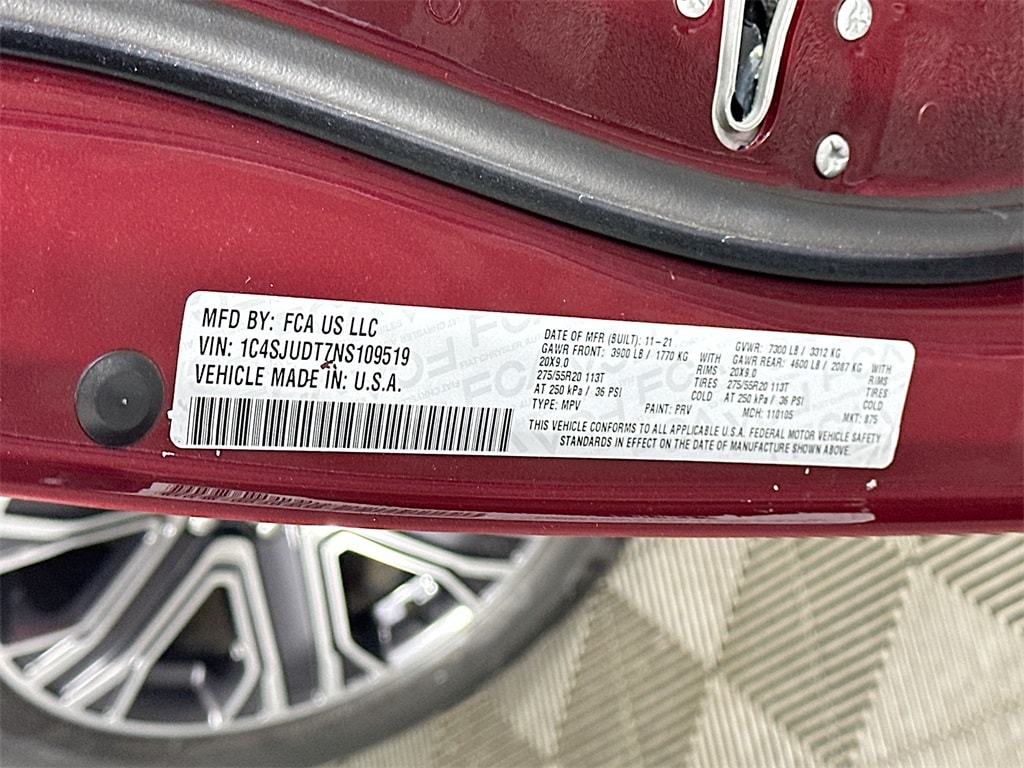 MFD BY: FCA US LLC
VIN: 1C4SJUDT7NS109519
VEHICLE MADE IN: U.S.A.
DATE OF MFR (BUILT): 11-21
GVWR: 7300 LB / 3312 KG
GAWR FRONT: 3900 LB / 1770 KG WITH
GAWR REAR: 4600 LB / 2087 KG WITH
20X9.0 RIMS
20X9.0 RIMS
275/55R20 113T TIRES
275/55R20 113T TIRES
AT 250 kPa / 36 PSI COLD
AT 250 kPa / 36 PSI COLD
TYPE: MPV PAINT: PRV MCH: 110105 MKT: 875
THIS VEHICLE CONFORMS TO ALL APPLICABLE U.S.A. FEDERAL MOTOR VEHICLE SAFETY
STANDARDS IN EFFECT ON THE DATE OF MANUFACTURE SHOWN ABOVE.